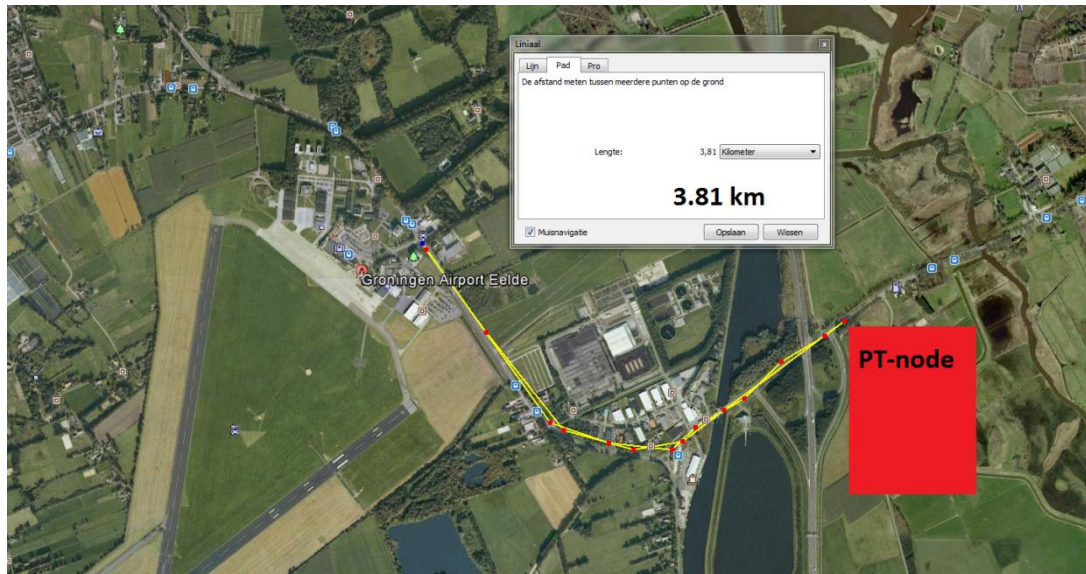 Liniaal
Lijn Pad Pro
De afstand meten tussen meerdere punten op de grond
Lengte: 3,81 Kilometer
3.81 km
Muisnavigatie Opslaan Wissen
Groningen Airport Eelde
PT-node